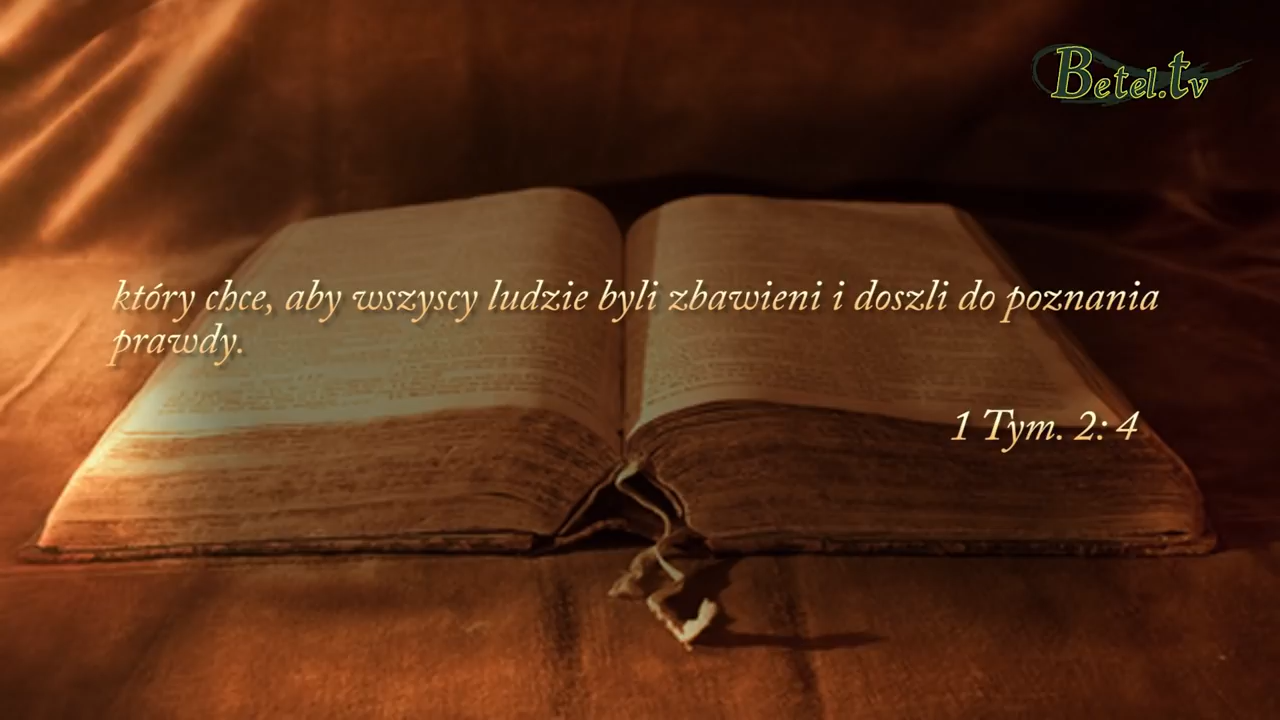 Betel.tv
który chce, aby wszyscy ludzie byli zbawieni i doszli do poznania
prawdy.
1 Tym. 2: 4